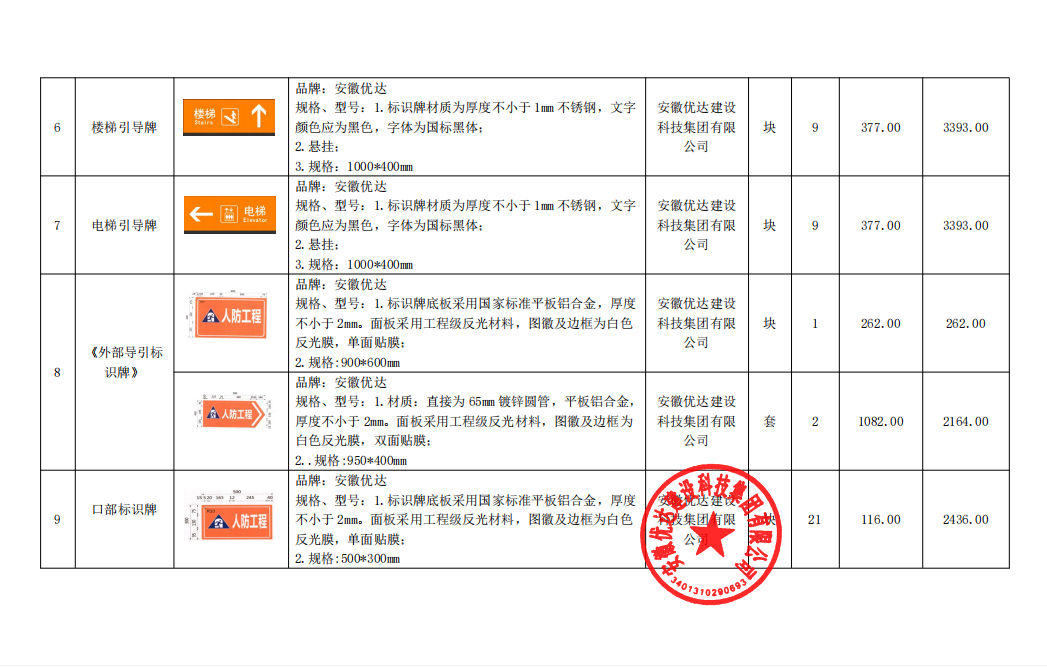 6
楼梯引导牌
楼梯
Stairs
品牌：安徽优达
规格、型号：1.标识牌材质为厚度不小于1mm不锈钢，文字
颜色应为黑色，字体为国标黑体；
2.悬挂；
3.规格：1000*400mm
安徽优达建设
科技集团有限
公司
块
9
377.00
3393.00
7
电梯引导牌
电梯
Elevator
品牌：安徽优达
规格、型号：1.标识牌材质为厚度不小于1mm不锈钢，文字
颜色应为黑色，字体为国标黑体；
2.悬挂；
3.规格：1000*400mm
安徽优达建设
科技集团有限
公司
块
9
377.00
3393.00
8
《外部导引标
识牌》
人防工程
品牌：安徽优达
规格、型号：1.标识牌底板采用国家标准平板铝合金，厚度
不小于2mm。面板采用工程级反光材料，图徽及边框为白色
反光膜，单面贴膜；
2.规格:900*600mm
安徽优达建设
科技集团有限
公司
块
1
262.00
262.00
人防工程
品牌：安徽优达
规格、型号：1.材质：直接为65mm镀锌圆管，平板铝合金，
厚度不小于2mm。面板采用工程级反光材料，图徽及边框为
白色反光膜，双面贴膜；
2..规格:950*400mm
安徽优达建设
科技集团有限
公司
套
2
1082.00
2164.00
9
口部标识牌
500
人防工程
品牌：安徽优达
规格、型号：1.标识牌底板采用国家标准平板铝合金，厚度
不小于2mm。面板采用工程级反光材料，图徽及边框为白色
反光膜，单面贴膜；
2.规格:500*300mm
安徽优达建设
科技集团有限
公司
块
21
116.00
2436.00
安徽优达建设科技集团有限公司
3401310290693